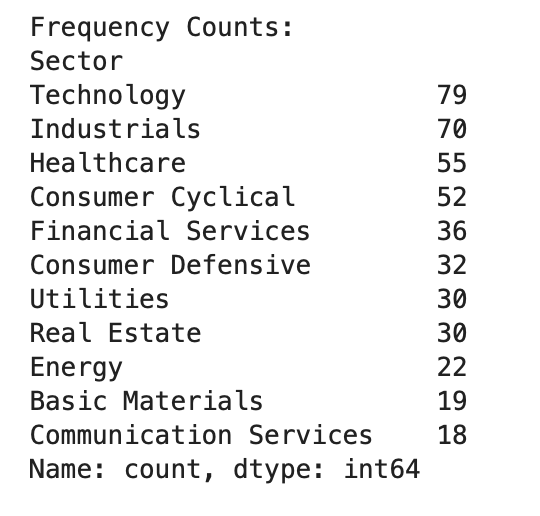 Frequency Counts:
Sector
Technology                79
Industrials               70
Healthcare                55
Consumer Cyclical         52
Financial Services        36
Consumer Defensive        32
Utilities                 30
Real Estate               30
Energy                    22
Basic Materials           19
Communication Services    18
Name: count, dtype: int64